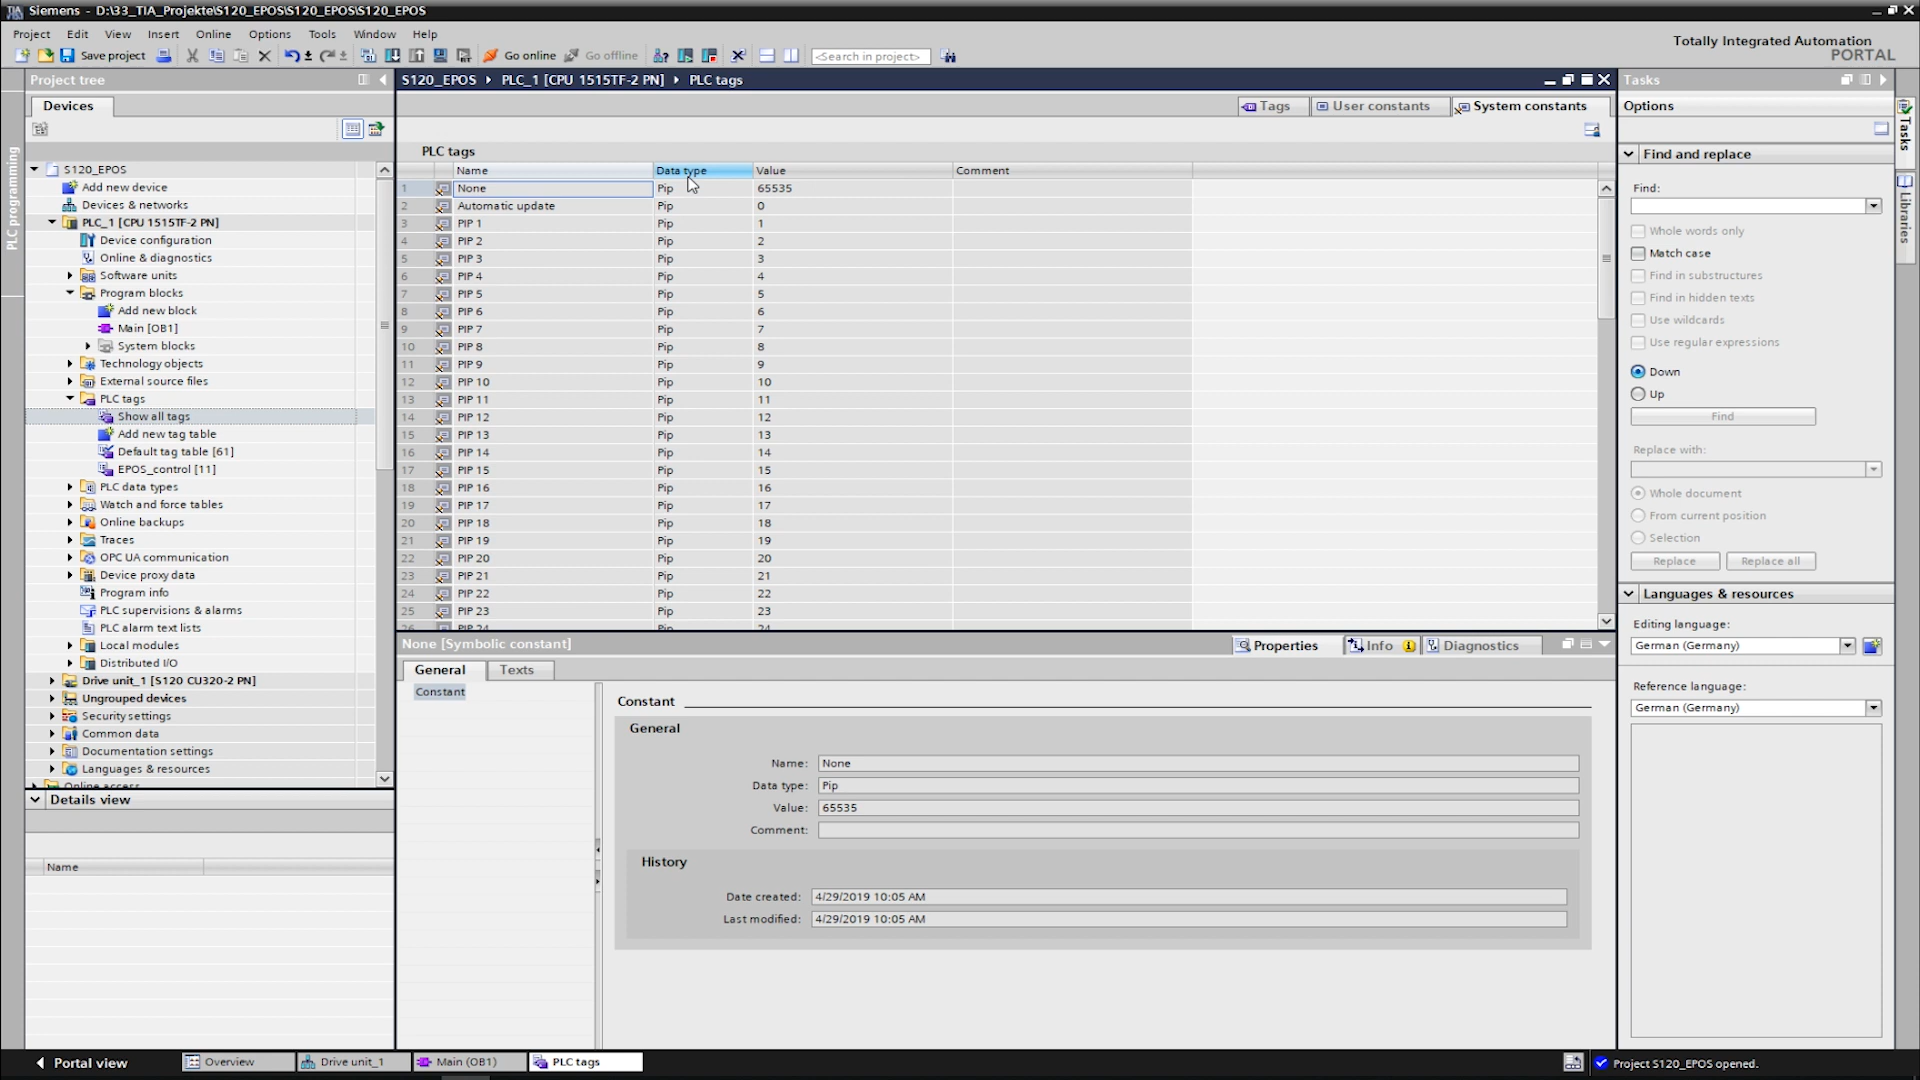 Siemens - D:\33_TIA_Projekte\S120_EPOS\S120_EPOS\S120_EPOS
Project Edit View Insert Online Options Tools Window Help
Save project Go online Go offline <Search in project>
Totally Integrated Automation
PORTAL
Project tree
S120_EPOS PLC_1 [CPU 1515TF-2 PN] PLC tags
Tasks
Devices
Tags User constants System constants
Options
PLC programming
Tasks
Libraries
S120_EPOS
Add new device
Devices & networks
PLC_1 [CPU 1515TF-2 PN]
Device configuration
Online & diagnostics
Software units
Program blocks
Add new block
Main [OB1]
System blocks
Technology objects
External source files
PLC tags
Show all tags
Add new tag table
Default tag table [61]
EPOS_control [11]
PLC data types
Watch and force tables
Online backups
Traces
OPC UA communication
Device proxy data
Program info
PLC supervisions & alarms
PLC alarm text lists
Local modules
Distributed I/O
Drive unit_1 [S120 CU320-2 PN]
Ungrouped devices
Security settings
Common data
Documentation settings
Languages & resources
Online access
Details view
Name
PLC tags
Name Data type Value Comment
1 None Pip 65535
2 Automatic update Pip 0
3 PIP 1 Pip 1
4 PIP 2 Pip 2
5 PIP 3 Pip 3
6 PIP 4 Pip 4
7 PIP 5 Pip 5
8 PIP 6 Pip 6
9 PIP 7 Pip 7
10 PIP 8 Pip 8
11 PIP 9 Pip 9
12 PIP 10 Pip 10
13 PIP 11 Pip 11
14 PIP 12 Pip 12
15 PIP 13 Pip 13
16 PIP 14 Pip 14
17 PIP 15 Pip 15
18 PIP 16 Pip 16
19 PIP 17 Pip 17
20 PIP 18 Pip 18
21 PIP 19 Pip 19
22 PIP 20 Pip 20
23 PIP 21 Pip 21
24 PIP 22 Pip 22
25 PIP 23 Pip 23
26 PIP 24 Pip 24
None [Symbolic constant]
Properties Info Diagnostics
General Texts
Constant
Constant
General
Name: None
Data type: Pip
Value: 65535
Comment:
History
Date created: 4/29/2019 10:05 AM
Last modified: 4/29/2019 10:05 AM
Find and replace
Find:
Whole words only
Match case
Find in substructures
Find in hidden texts
Use wildcards
Use regular expressions
Down
Up
Find
Replace with:
Whole document
From current position
Selection
Replace Replace all
Languages & resources
Editing language:
German (Germany)
Reference language:
German (Germany)
Portal view Overview Drive unit_1 Main (OB1) PLC tags
Project S120_EPOS opened.